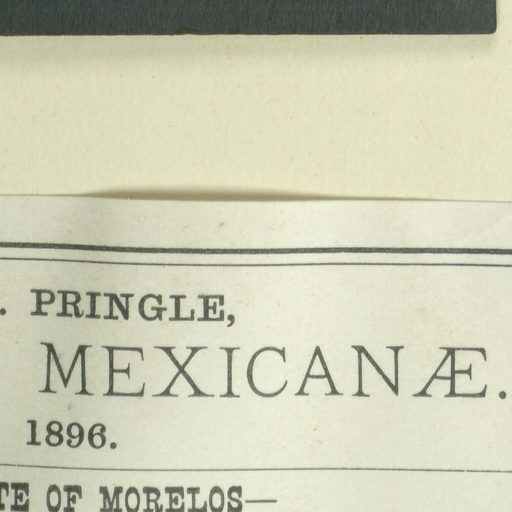 . PRINGLE,
MEXICANÆ.
1896.
TE OF MORELOS—